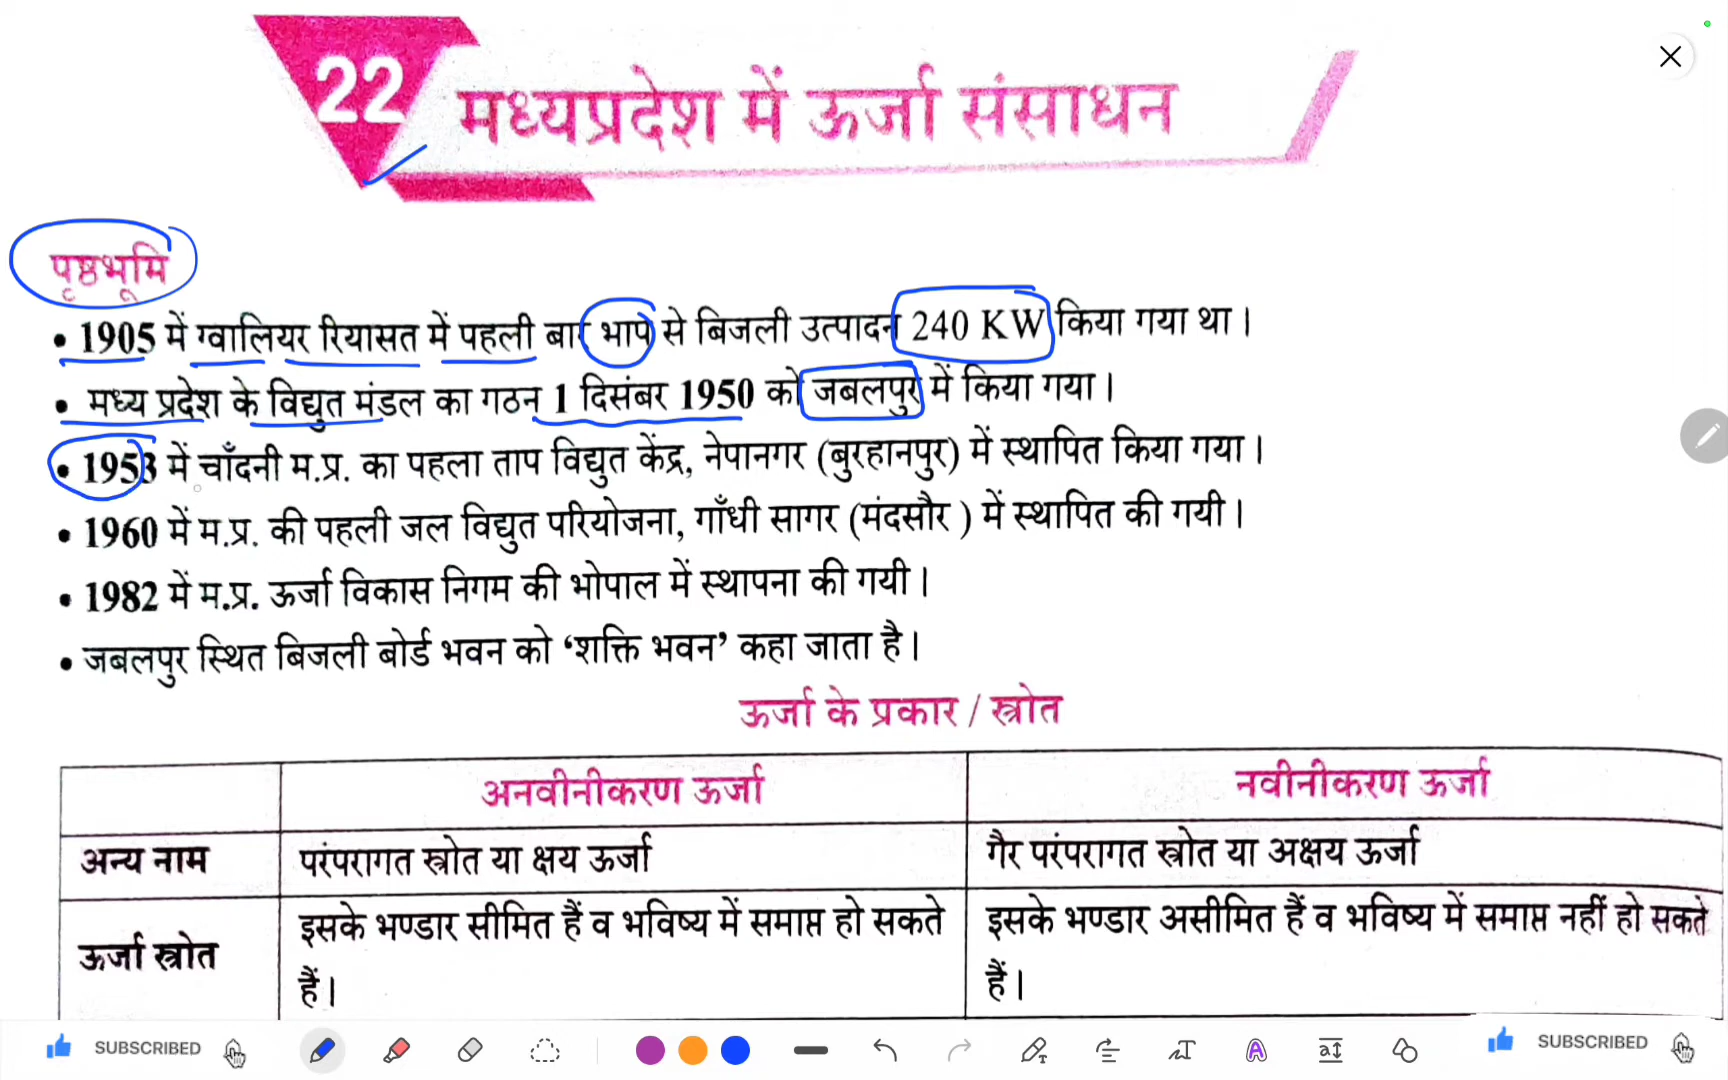 22
मध्यप्रदेश में ऊर्जा संसाधन
पृष्ठभूमि
• 1905 में ग्वालियर रियासत में पहली बार भाप से बिजली उत्पादन 240 KW किया गया था।
• मध्य प्रदेश के विद्युत मंडल का गठन 1 दिसंबर 1950 को जबलपुर में किया गया।
• 1953 में चाँदनी म.प्र. का पहला ताप विद्युत केंद्र, नेपानगर (बुरहानपुर) में स्थापित किया गया।
• 1960 में म.प्र. की पहली जल विद्युत परियोजना, गाँधी सागर (मंदसौर ) में स्थापित की गयी।
• 1982 में म.प्र. ऊर्जा विकास निगम की भोपाल में स्थापना की गयी।
• जबलपुर स्थित बिजली बोर्ड भवन को ‘शक्ति भवन’ कहा जाता है।
ऊर्जा के प्रकार / स्त्रोत
अनवीनीकरण ऊर्जा
नवीनीकरण ऊर्जा
अन्य नाम
परंपरागत स्त्रोत या क्षय ऊर्जा
गैर परंपरागत स्त्रोत या अक्षय ऊर्जा
ऊर्जा स्त्रोत
इसके भण्डार सीमित हैं व भविष्य में समाप्त हो सकते
हैं।
इसके भण्डार असीमित हैं व भविष्य में समाप्त नहीं हो सकते
हैं।
SUBSCRIBED
SUBSCRIBED